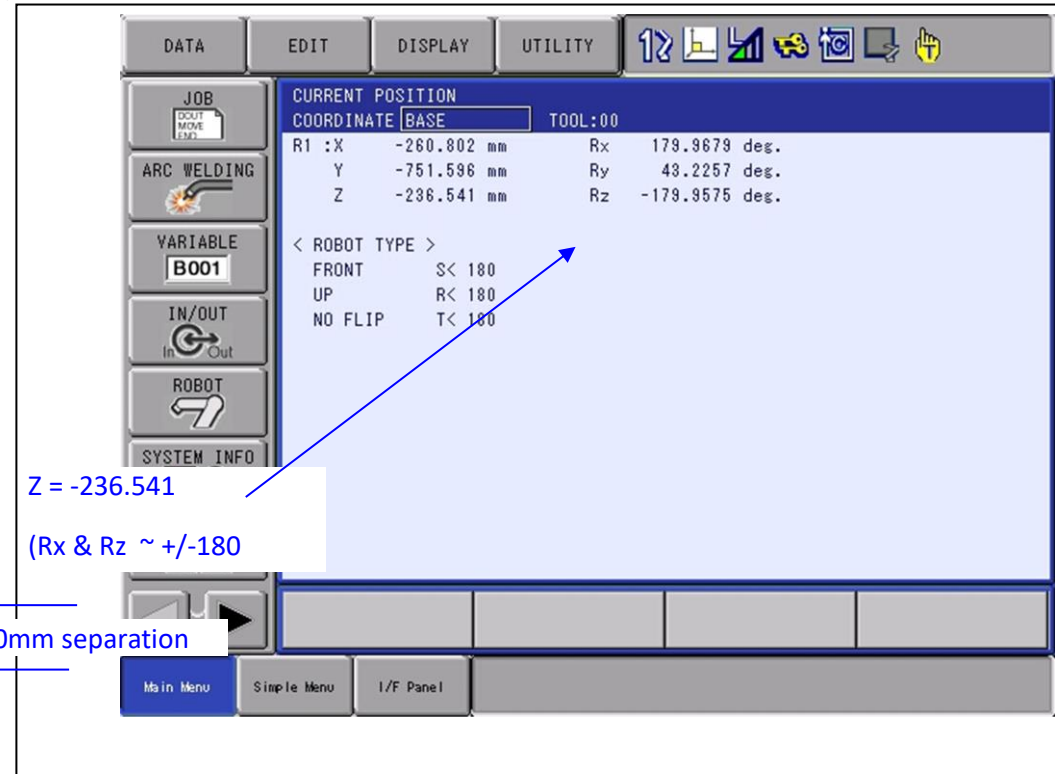 DATA EDIT DISPLAY UTILITY
JOB
DOUT
MOVE
END
ARC WELDING
VARIABLE
B001
IN/OUT
In Out
ROBOT
SYSTEM INFO
CURRENT POSITION
COORDINATE BASE TOOL:00
R1 :X -260.802 mm Rx 179.9679 deg.
Y -751.596 mm Ry 43.2257 deg.
Z -236.541 mm Rz -179.9575 deg.
< ROBOT TYPE >
FRONT S< 180
UP R< 180
NO FLIP T< 180
Z = -236.541
(Rx & Rz ~ +/-180
0mm separation
Main Menu Simple Menu I/F Panel